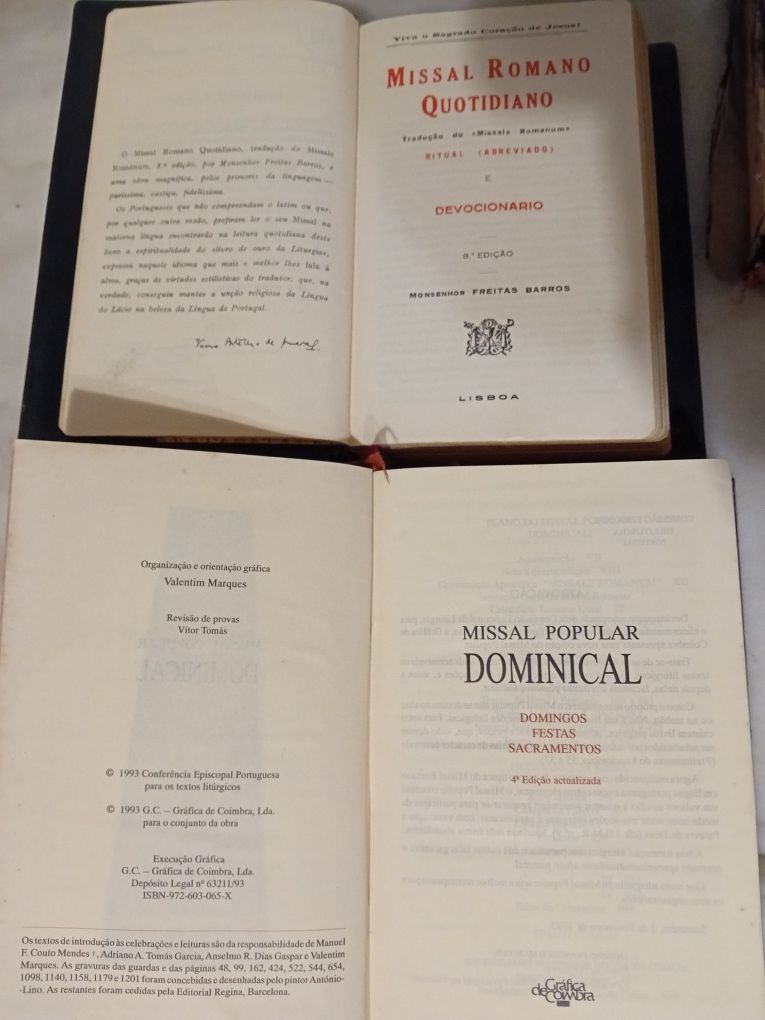 O Missal Romano Quotidiano, tradução do Missale
Romanum, 8.ª edição, por Monsenhor Freitas Barros, é
uma obra magnífica, pelos primores da linguagem —
puríssima, castiça, fidelíssima.
Os Portugueses que não compreendam o latim ou que,
por qualquer outra razão, prefiram ler o seu Missal na
materna língua encontrarão na leitura quotidiana deste
livro a espiritualidade do «livro de ouro da Liturgia»,
expressa naquele idioma que mais e melhor lhes fala à
alma, graças às virtudes estilísticas do tradutor; que, na
verdade, conseguiu manter a unção religiosa da Língua
do Lácio na beleza da Língua de Portugal.
Viva o Sagrado Coração de Jesus!
MISSAL ROMANO
QUOTIDIANO
Tradução do «Missale Romanum»
RITUAL (ABREVIADO)
E
DEVOCIONARIO
8.ª EDIÇÃO
MONSENHOR FREITAS BARROS
LISBOA
Organização e orientação gráfica
Valentim Marques
Revisão de provas
Vítor Tomás
© 1993 Conferência Episcopal Portuguesa
para os textos litúrgicos
© 1993 G.C. – Gráfica de Coimbra, Lda.
para o conjunto da obra
Execução Gráfica
G.C. – Gráfica de Coimbra, Lda.
Depósito Legal nº 63211/93
ISBN-972-603-065-X
Os textos de introdução às celebrações e leituras são da responsabilidade de Manuel
F. Couto Mendes †, Adriano A. Tomás Garcia, Anselmo R. Dias Gaspar e Valentim
Marques. As gravuras das guardas e das páginas 48, 99, 162, 424, 522, 544, 654,
1098, 1140, 1158, 1179 e 1201 foram concebidas e desenhadas pelo pintor António-
-Lino. As restantes foram cedidas pela Editorial Regina, Barcelona.
MISSAL POPULAR
DOMINICAL
DOMINGOS
FESTAS
SACRAMENTOS
4ª Edição actualizada
Gráfica
de Coimbra